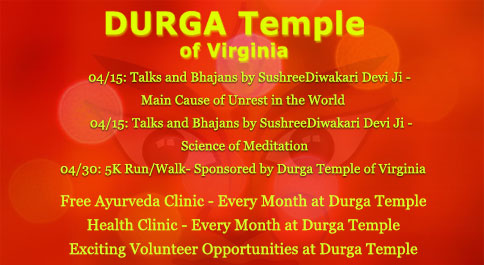 DURGA Temple
of Virginia
04/15: Talks and Bhajans by SushreeDiwakari Devi Ji -
Main Cause of Unrest in the World
04/15: Talks and Bhajans by SushreeDiwakari Devi Ji -
Science of Meditation
04/30: 5K Run/Walk- Sponsored by Durga Temple of Virginia
Free Ayurveda Clinic - Every Month at Durga Temple
Health Clinic - Every Month at Durga Temple
Exciting Volunteer Opportunities at Durga Temple